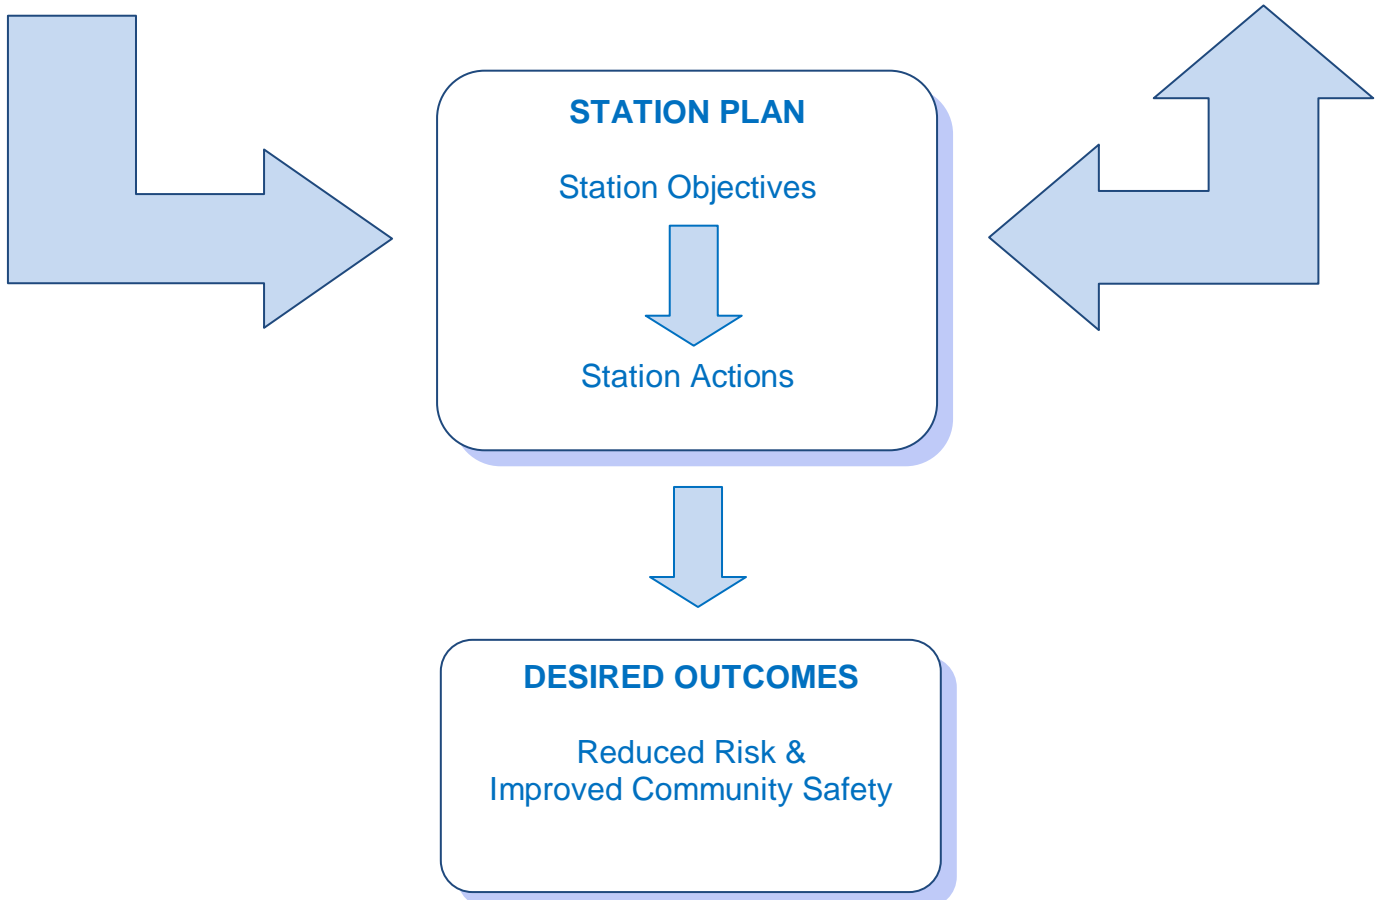 STATION PLAN
Station Objectives
Station Actions
DESIRED OUTCOMES
Reduced Risk &
Improved Community Safety